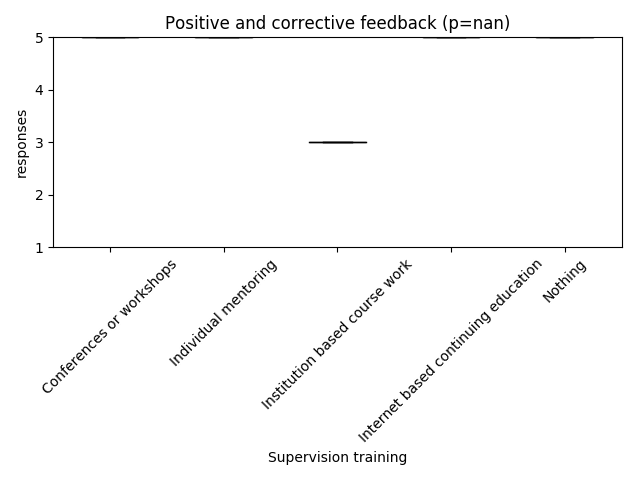 Positive and corrective feedback (p=nan)
5
4
3
2
1
responses
Conferences or workshops
Individual mentoring
Institution based course work
Internet based continuing education
Nothing
Supervision training